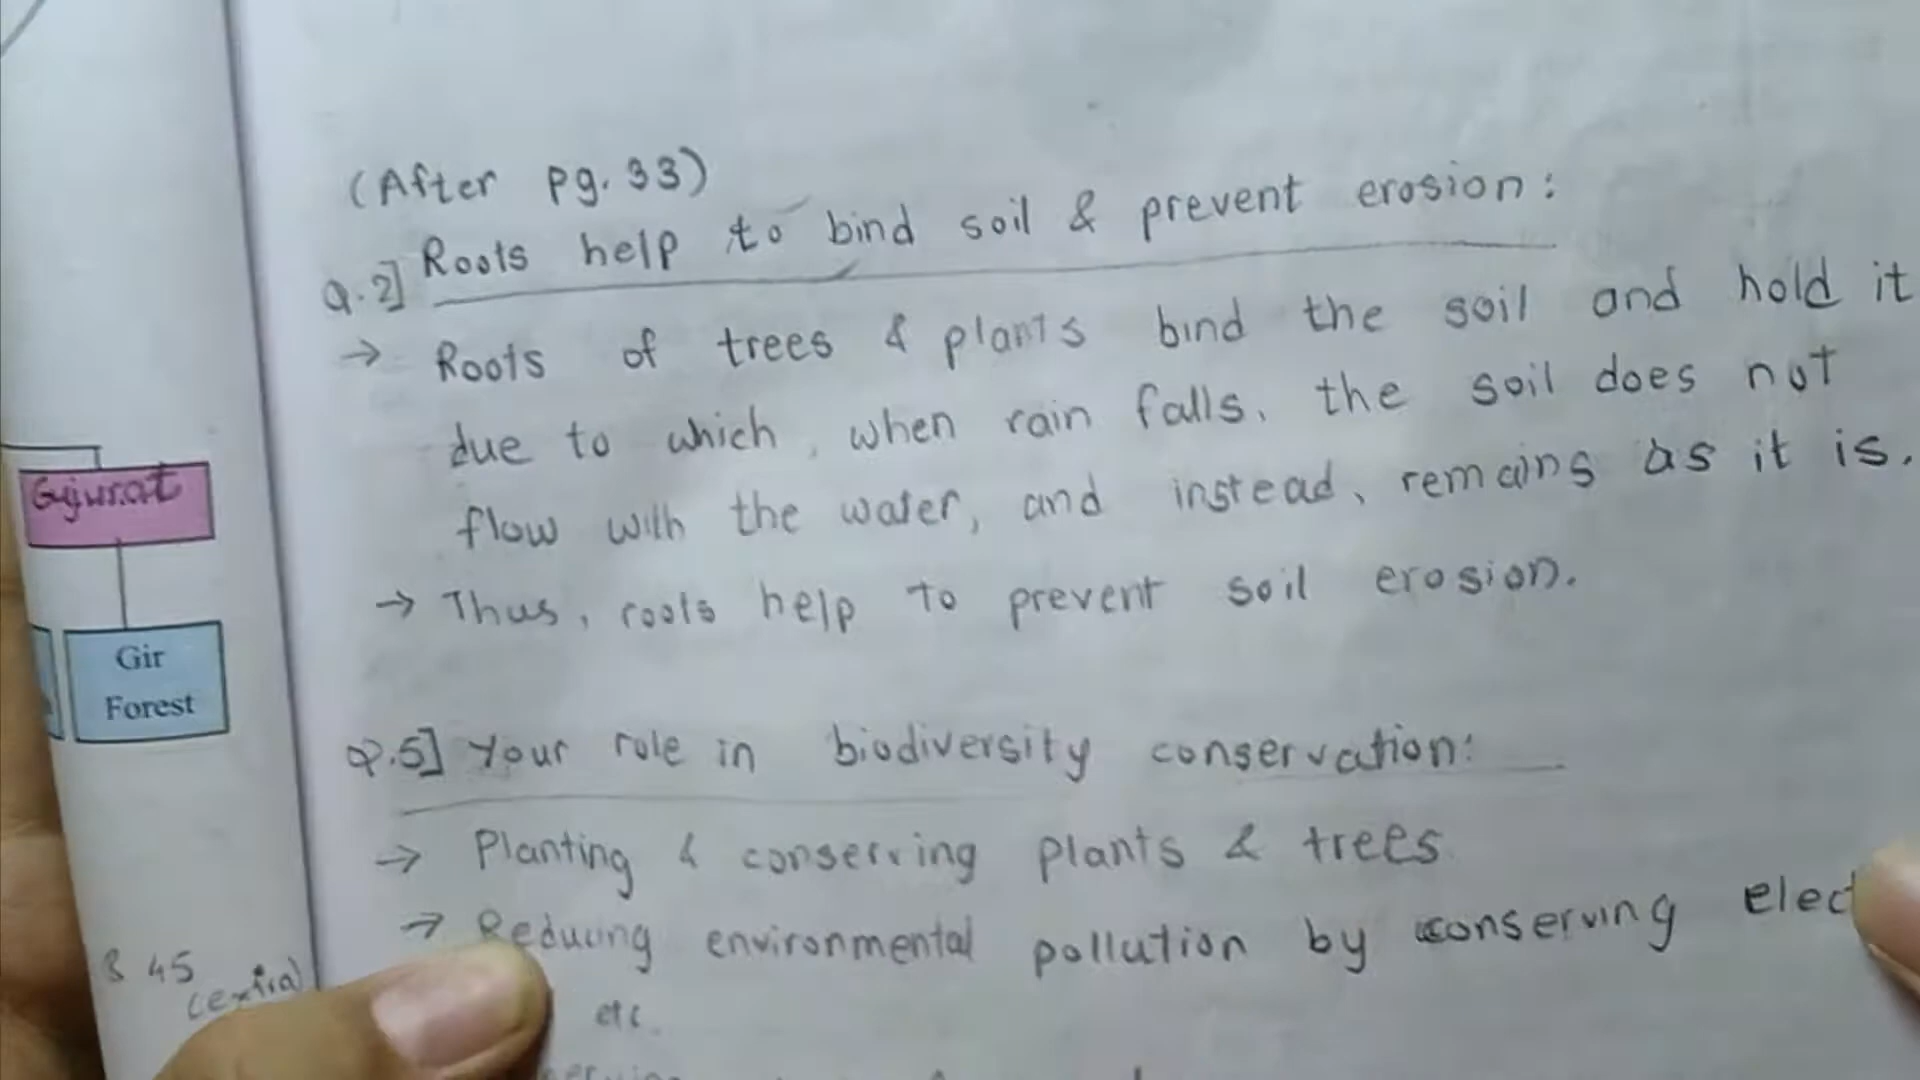 (After pg. 33)
Q.2] Roots help to bind soil & prevent erosion:
→ Roots of trees & plants bind the soil and hold it
due to which, when rain falls, the soil does not
flow with the water, and instead, remains as it is.
→ Thus, roots help to prevent soil erosion.
Q.5] Your role in biodiversity conservation:
→ Planting & conserving plants & trees
→ Reducing environmental pollution by conserving elec
etc.
Gujurat
Gir
Forest
45
(extra)